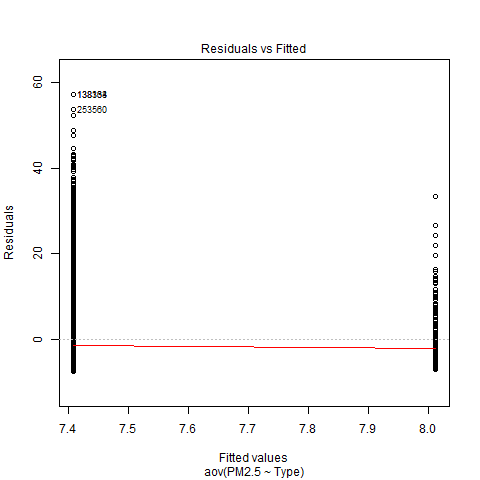 Residuals vs Fitted
60
40
20
0
Residuals
253560
7.4 7.5 7.6 7.7 7.8 7.9 8.0
Fitted values
aov(PM2.5 ~ Type)